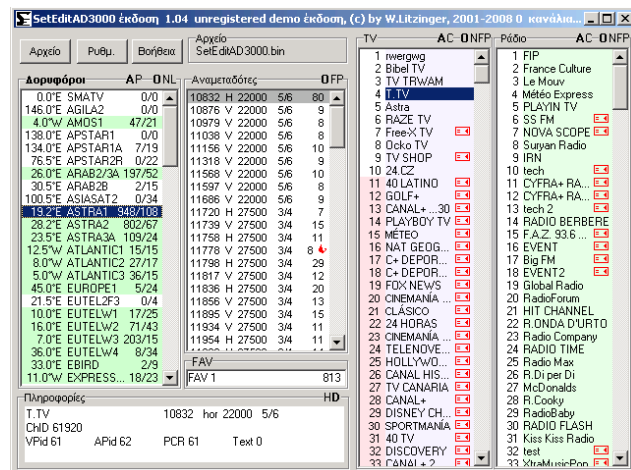 SetEditAD3000 έκδοση 1.04 unregistered demo έκδοση, (c) by W.Litzinger, 2001-2008 0 κανάλια...
Αρχείο Ρυθμ. Βοήθεια
Αρχείο
SetEditAD3000.bin
Δορυφόροι AP ONL
0.0°E SMATV 0/0
146.0°E AGILA2 0/0
4.0°W AMOS1 47/21
138.0°E APSTAR1 0/0
134.0°E APSTAR1A 7/19
76.5°E APSTAR2R 0/22
26.0°E ARAB2/3A 197/52
30.5°E ARAB2B 2/15
100.5°E ASIASAT2 0/34
19.2°E ASTRA1 948/108
28.2°E ASTRA2 802/67
23.5°E ASTRA3A 109/24
12.5°W ATLANTIC1 15/15
8.0°W ATLANTIC2 27/17
5.0°W ATLANTIC3 36/15
45.0°E EUROPE1 5/24
21.5°E EUTEL2F3 0/4
10.0°E EUTELW1 17/25
16.0°E EUTELW2 71/43
7.0°E EUTELW3 203/15
36.0°E EUTELW4 8/34
33.0°E EBIRD 2/9
11.0°W EXPRESS... 18/23
Αναμεταδότες OFP
10832 H 22000 5/6 80
10876 V 22000 5/6 9
10979 V 22000 5/6 8
11038 V 22000 5/6 8
11156 V 22000 5/6 10
11318 V 22000 5/6 9
11568 V 22000 5/6 10
11597 V 22000 5/6 8
11686 V 22000 5/6 9
11720 H 27500 3/4 7
11739 V 27500 3/4 15
11758 H 27500 3/4 11
11778 V 27500 3/4 8
11798 H 27500 3/4 29
11817 V 27500 3/4 12
11836 H 27500 3/4 20
11856 V 27500 3/4 13
11895 V 27500 3/4 15
11934 V 27500 3/4 11
11954 H 27500 3/4 11
FAV
FAV 1 813
Πληροφορίες HD
T.TV 10832 hor 22000 5/6
ChID 61920
VPid 61 APid 62 PCR 61 Text 0
TV AC ONFP
1 rwergwg
2 Bibel TV
3 TV TRWAM
4 T.TV
5 Astra
6 RAZE TV
7 Free-X TV
8 Ocko TV
9 TV SHOP
10 24.CZ
11 40 LATINO
12 GOLF+
13 CANAL+ ...30
14 PLAYBOY TV
15 MÉTEO
16 NAT GEOG...
17 C+ DEPOR...
18 C+ DEPOR...
19 FOX NEWS
20 CINEMANÍA ...
21 CLÁSICO
22 24 HORAS
23 CINEMANÍA ...
24 TELENOVE...
25 HOLLYWO...
26 CANAL HIS...
27 TV CANARIA
28 CANAL+
29 DISNEY CH...
30 SPORTMANÍA
31 40 TV
32 DISCOVERY
33 CANAL+ 2
Ράδιο AC ONFP
1 FIP
2 France Culture
3 Le Mouv
4 Météo Express
5 PLAYIN TV
6 SS FM
7 NOVA SCOPE
8 Suryan Radio
9 IRN
10 tech
11 CYFRA+ RA...
12 CYFRA+ RA...
13 tech 2
14 RADIO BERBERE
15 F.A.Z. 93.6 ...
16 EVENT
17 Big FM
18 EVENT2
19 Global Radio
20 RadioForum
21 HIT CHANNEL
22 R.ONDA D'URTO
23 Radio Company
24 RADIO TIME
25 Radio Max
26 R.Di per Di
27 McDonalds
28 R.Cooky
29 RadioBaby
30 RADIO FLASH
31 Kiss Kiss Radio
32 test
33 XtraMusicPop